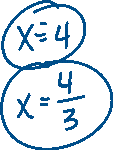 x = 4
x = 4/3